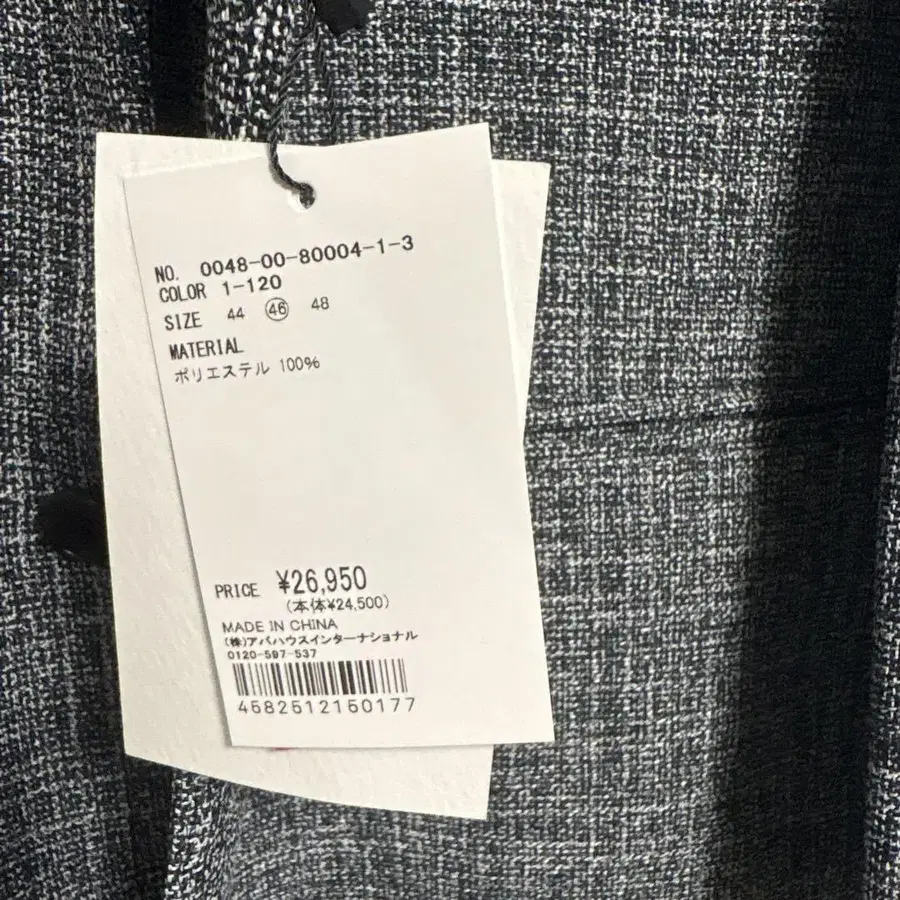 NO. 0048-00-80004-1-3
COLOR 1-120
SIZE 44 46 48
MATERIAL
ポリエステル 100%
PRICE ¥26,950
(本体¥24,500)
MADE IN CHINA
(株)アバハウスインターナショナル
0120-597-537
4582512150177